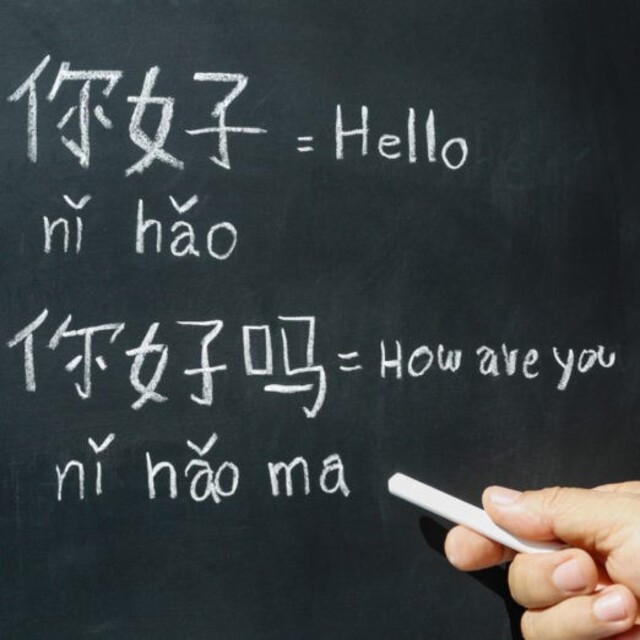 你好 = Hello
nǐ hǎo
你好吗 = How are you
nǐ hǎo ma